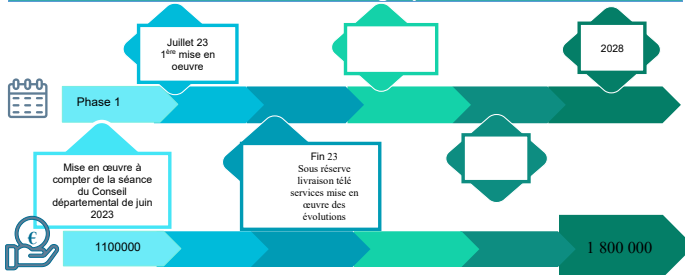 Juillet 23
1ère mise en
oeuvre
2028
Phase 1
Mise en œuvre à
compter de la séance
du Conseil
départemental de juin
2023
Fin 23
Sous réserve
livraison télé
services mise en
œuvre des
évolutions
€
1100000
1 800 000